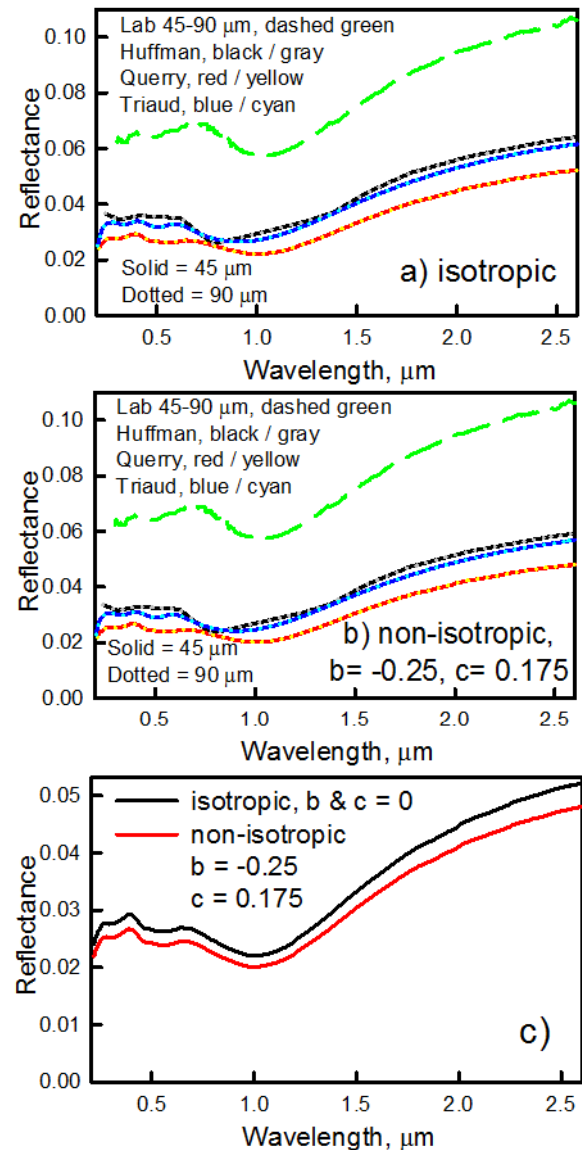 0.10
0.08
0.06
0.04
0.02
0.00
Reflectance
Lab 45-90 μm, dashed green
Huffman, black / gray
Querry, red / yellow
Triaud, blue / cyan
Solid = 45 μm
Dotted = 90 μm
a) isotropic
0.5 1.0 1.5 2.0 2.5
Wavelength, μm
0.10
0.08
0.06
0.04
0.02
0.00
Reflectance
Lab 45-90 μm, dashed green
Huffman, black / gray
Querry, red / yellow
Triaud, blue / cyan
Solid = 45 μm
Dotted = 90 μm
b) non-isotropic,
b= -0.25, c= 0.175
0.5 1.0 1.5 2.0 2.5
Wavelength, μm
0.05
0.04
0.03
0.02
0.01
0.00
Reflectance
isotropic, b & c = 0
non-isotropic
b = -0.25
c = 0.175
c)
0.5 1.0 1.5 2.0 2.5
Wavelength, μm